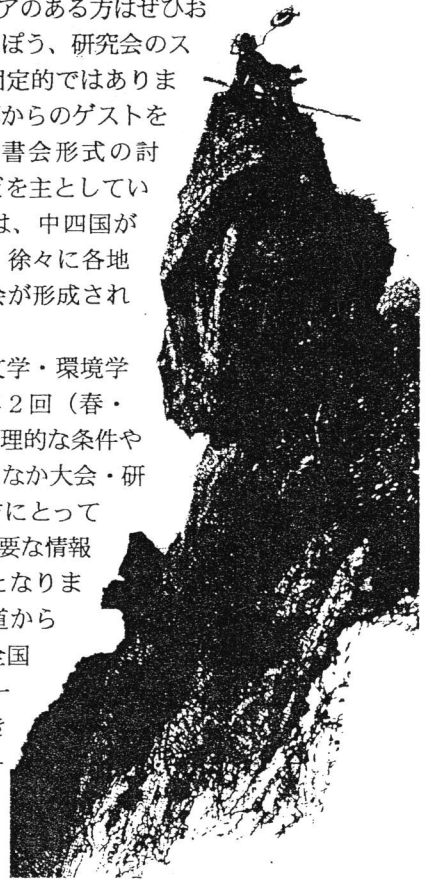 アのある方はぜひお
ぽう、研究会のス
固定的ではありま
からのゲストを
書会形式の討
どを主としてい
は、中四国が
徐々に各地
会が形成され
文学・環境学
2回(春・
理的な条件や
なか大会・研
方にとって
要な情報
となりま
道から
全国